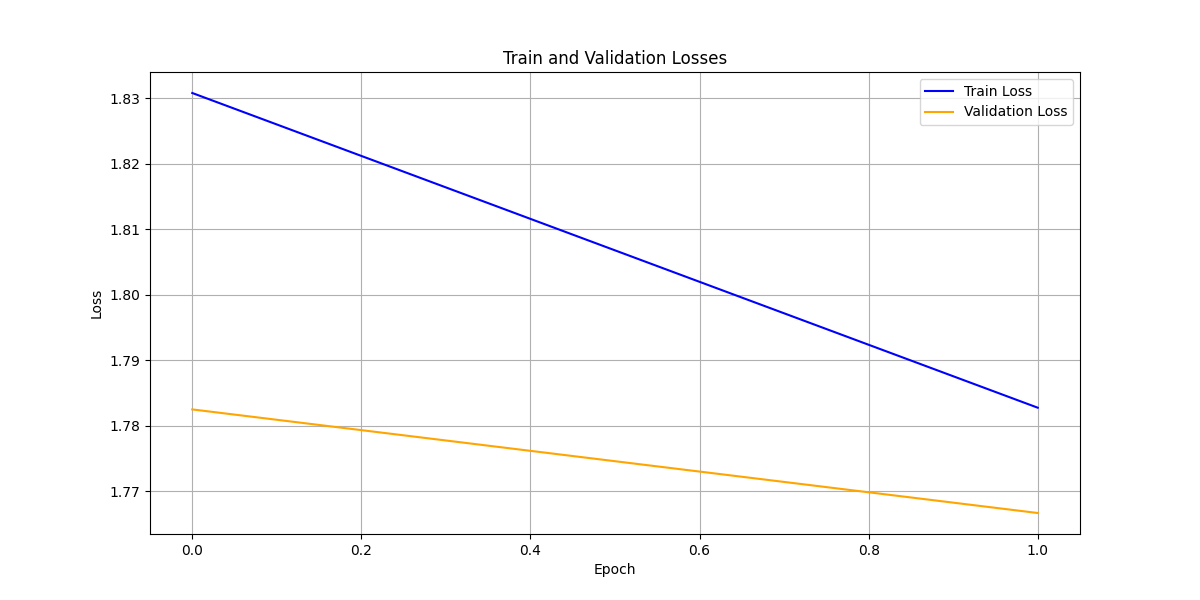 Train and Validation Losses
Train Loss
Validation Loss
1.83
1.82
1.81
1.80
1.79
1.78
1.77
Loss
0.0 0.2 0.4 0.6 0.8 1.0
Epoch